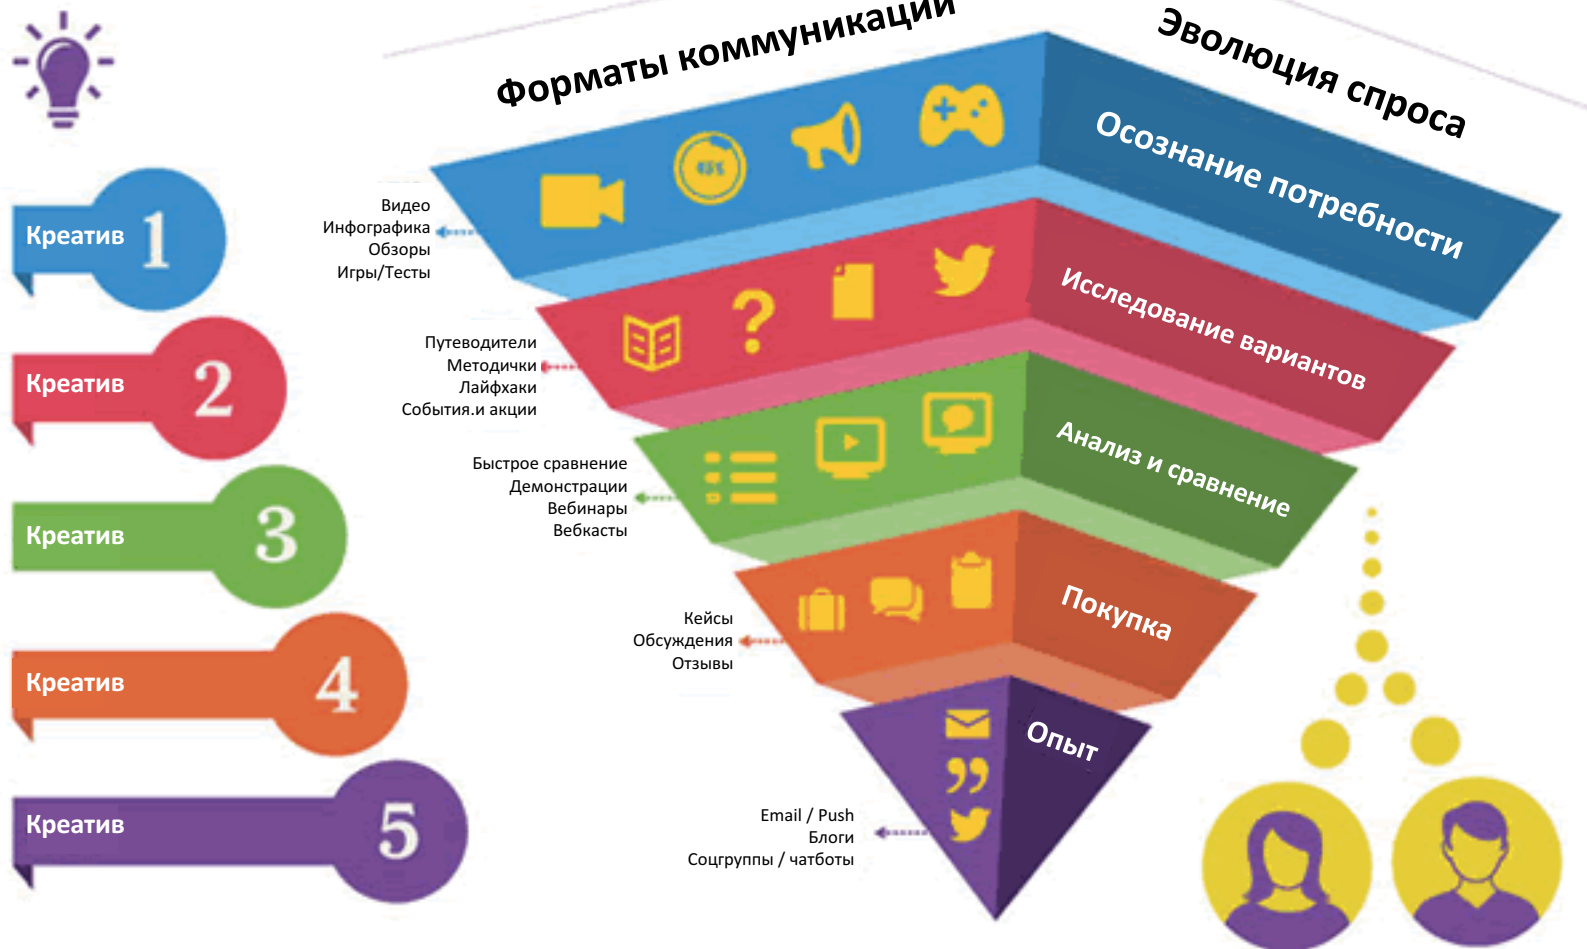 Форматы коммуникации
Эволюция спроса
Креатив 1
Креатив 2
Креатив 3
Креатив 4
Креатив 5
Видео
Инфографика
Обзоры
Игры/Тесты
Осознание потребности
Путеводители
Методички
Лайфхаки
События.и акции
?
Исследование вариантов
Быстрое сравнение
Демонстрации
Вебинары
Вебкасты
Анализ и сравнение
Кейсы
Обсуждения
Отзывы
Покупка
Email / Push
Блоги
Соцгруппы / чатботы
Опыт